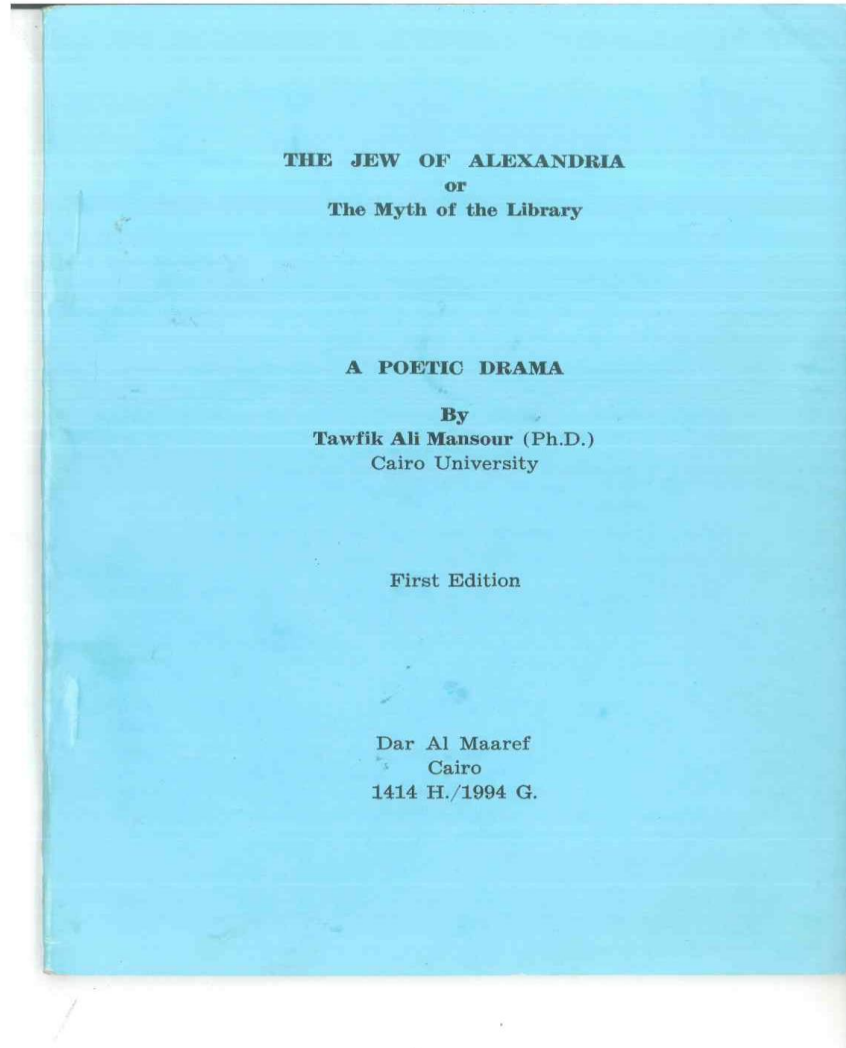 THE JEW OF ALEXANDRIA
or
The Myth of the Library
A POETIC DRAMA
By
Tawfik Ali Mansour (Ph.D.)
Cairo University
First Edition
Dar Al Maaref
Cairo
1414 H./1994 G.